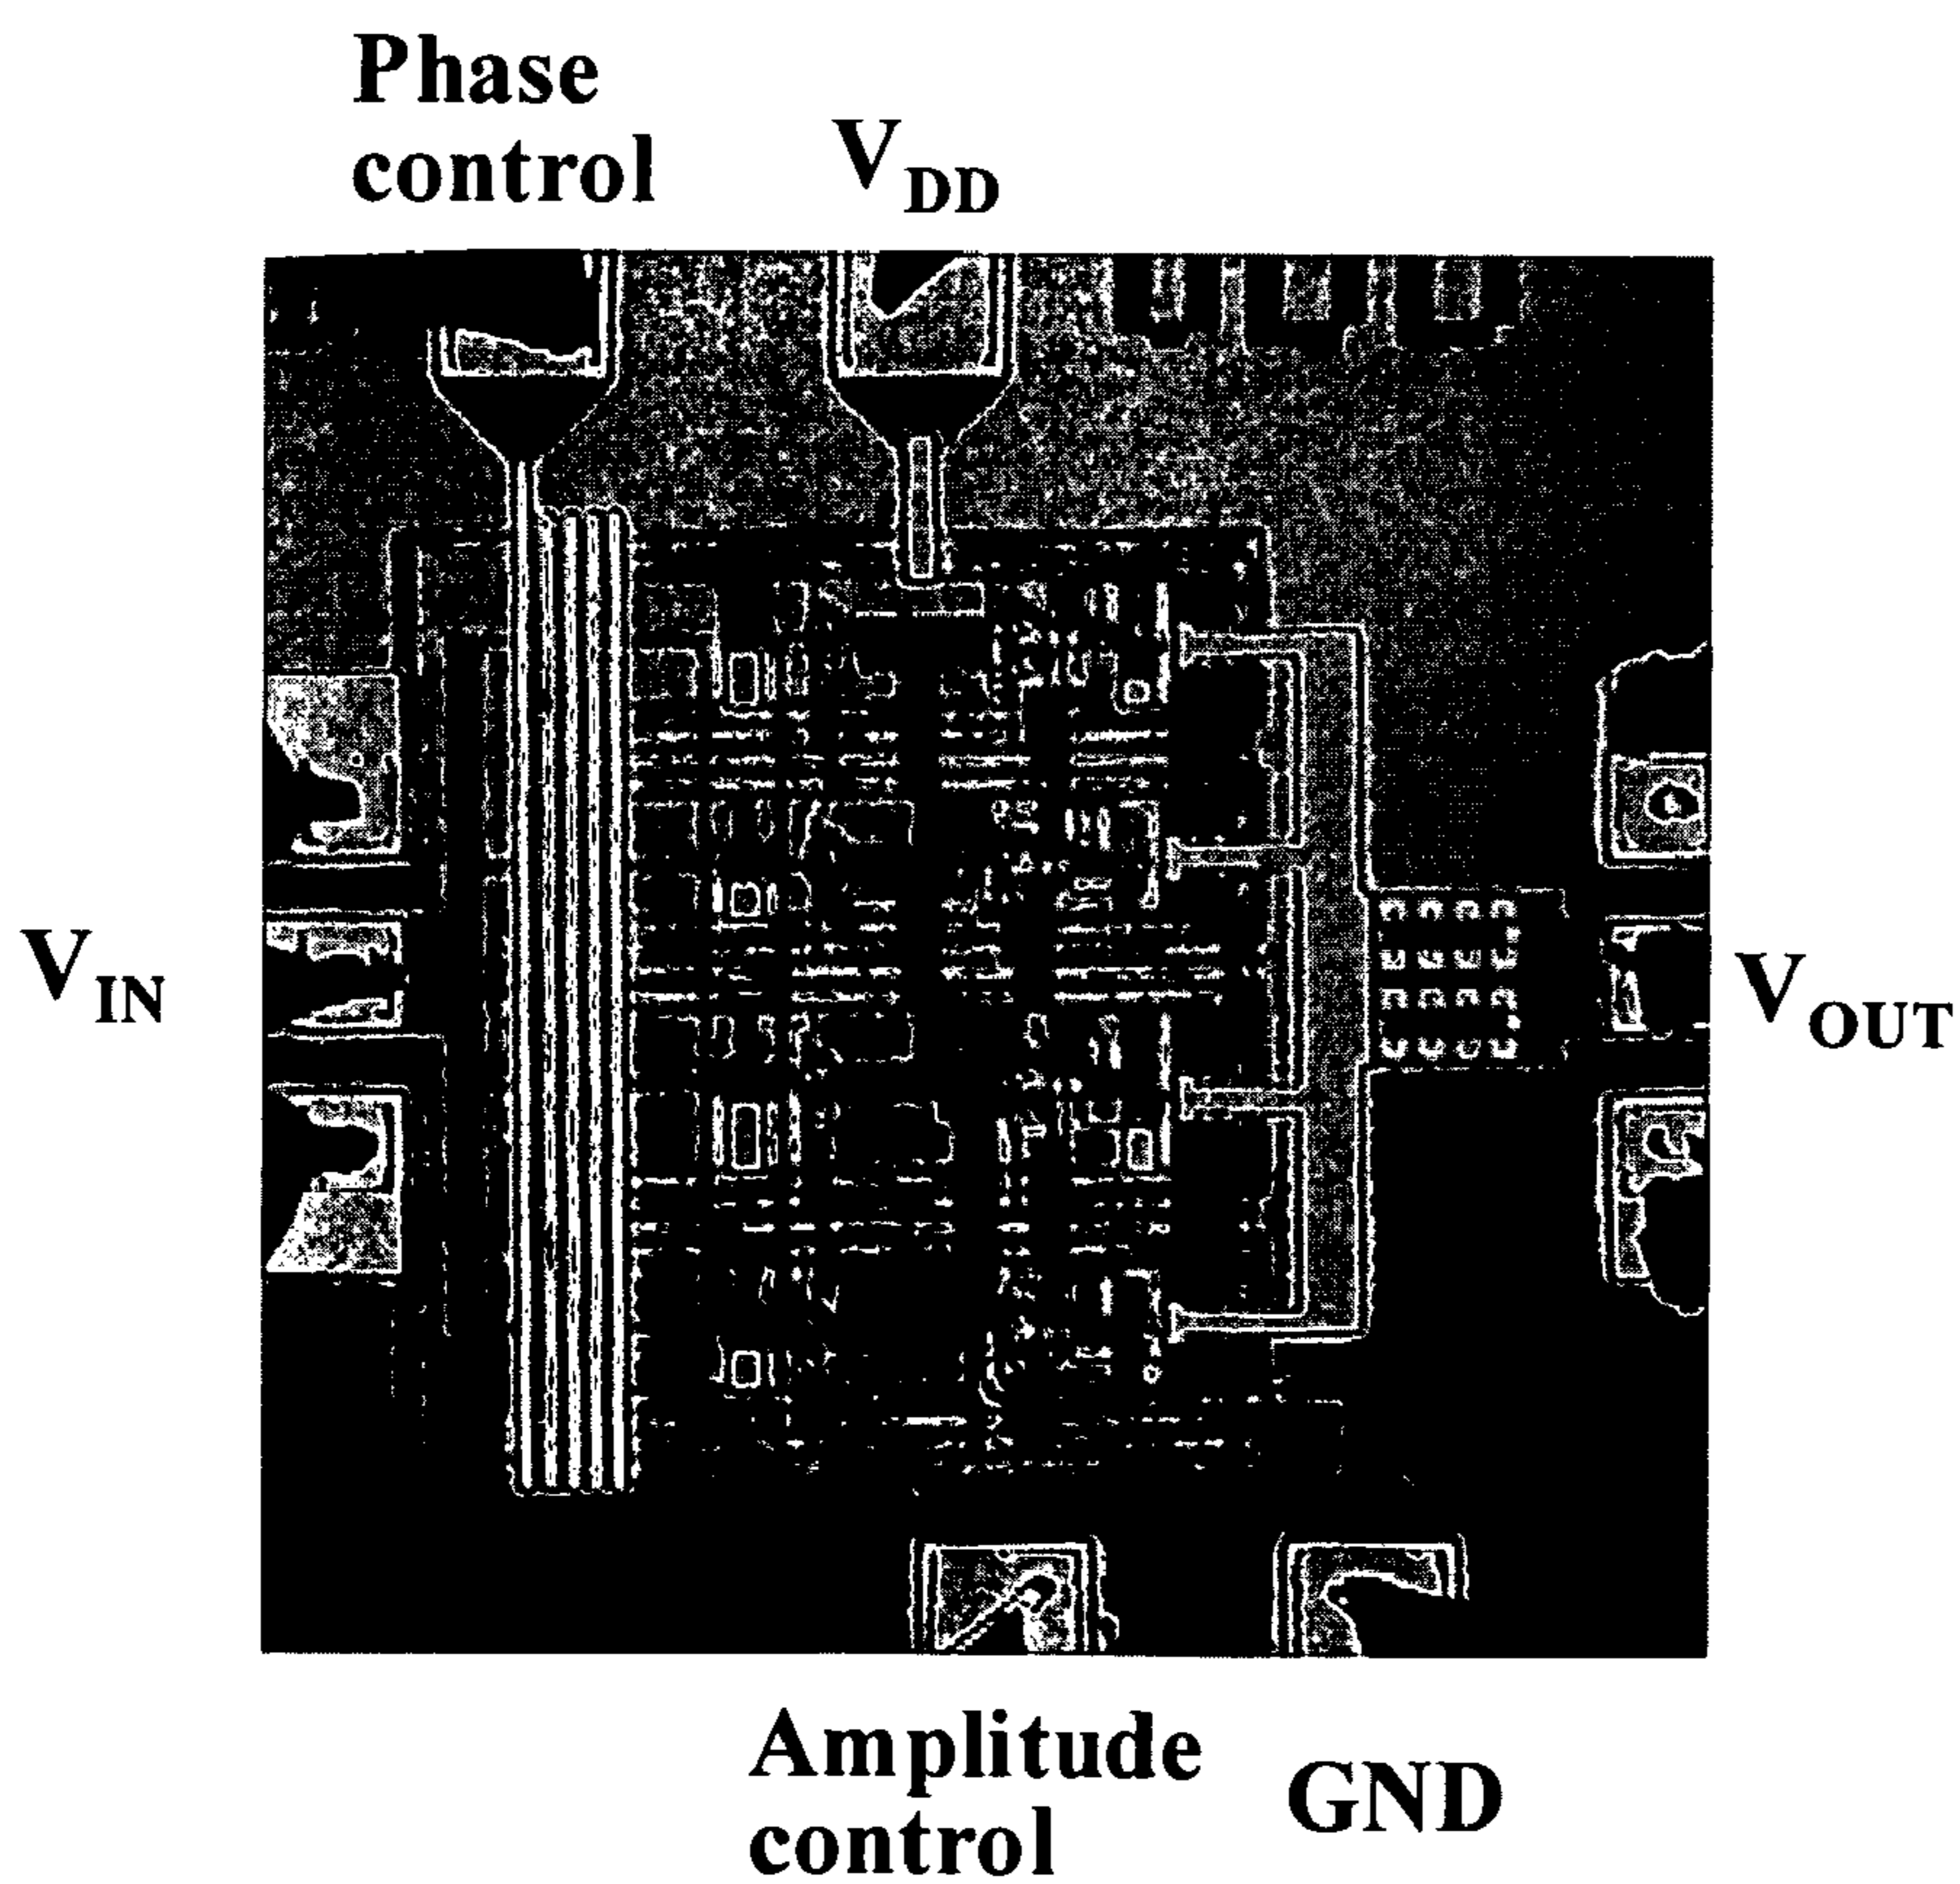 Phase
control
VDD
VIN
VOUT
Amplitude
control
GND